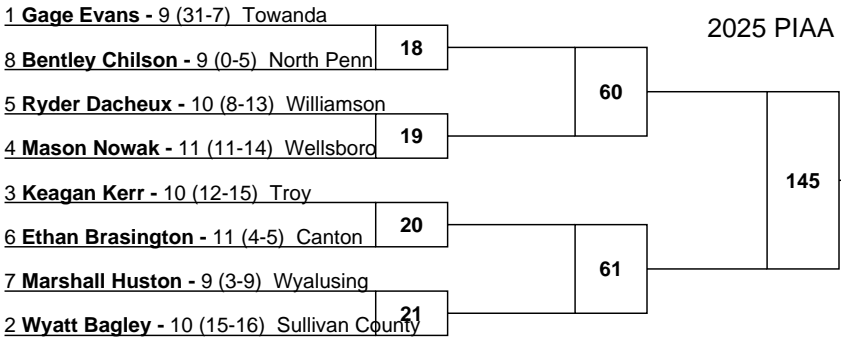 1 Gage Evans - 9 (31-7) Towanda
2025 PIAA
18
8 Bentley Chilson - 9 (0-5) North Penn
60
5 Ryder Dacheux - 10 (8-13) Williamson
19
4 Mason Nowak - 11 (11-14) Wellsboro
145
3 Keagan Kerr - 10 (12-15) Troy
20
6 Ethan Brasington - 11 (4-5) Canton
61
7 Marshall Huston - 9 (3-9) Wyalusing
21
2 Wyatt Bagley - 10 (15-16) Sullivan County